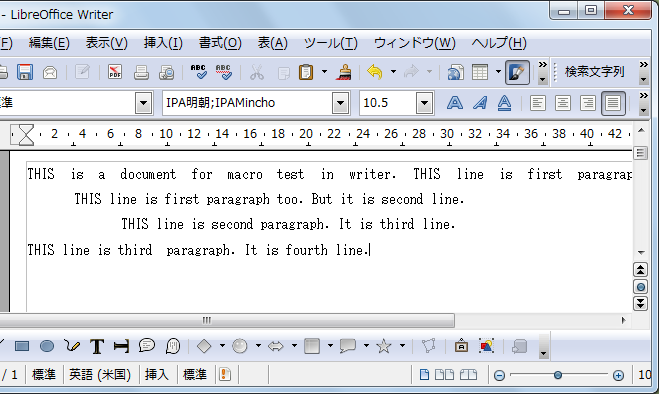 - LibreOffice Writer
(F) 編集(E) 表示(V) 挿入(I) 書式(O) 表(A) ツール(T) ウィンドウ(W) ヘルプ(H)
PDF ABC ABC 検索文字列
準 IPA明朝;IPAMincho 10.5 A A A
2 4 6 8 10 12 14 16 18 20 22 24 26 28 30 32 34 36 38 40 42
THIS is a document for macro test in writer. THIS line is first paragrap
THIS line is first paragraph too. But it is second line.
THIS line is second paragraph. It is third line.
THIS line is third paragraph. It is fourth line.
T
/ 1 標準 英語 (米国) 挿入 標準 10